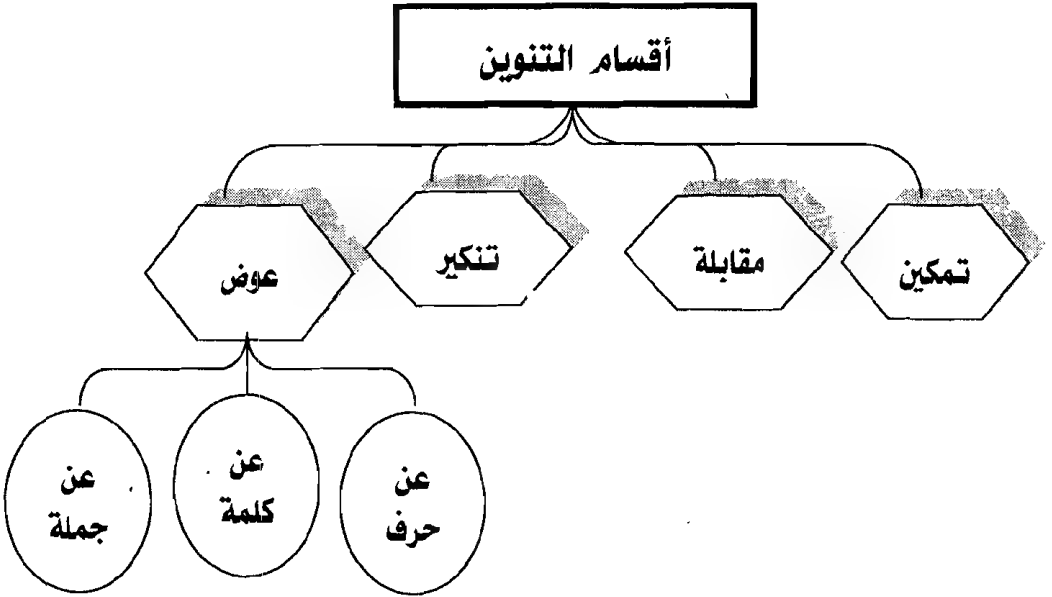 أقسام التنوين
تمكين
مقابلة
تنكير
عوض
عن
حرف
عن
كلمة
عن
جملة